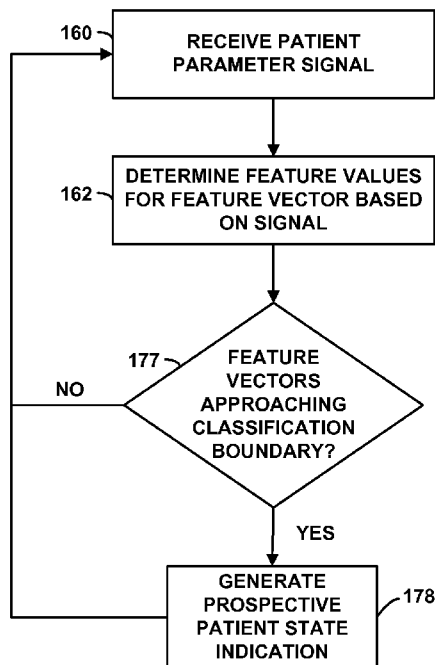 160
RECEIVE PATIENT
PARAMETER SIGNAL
162
DETERMINE FEATURE VALUES
FOR FEATURE VECTOR BASED
ON SIGNAL
177
FEATURE
VECTORS
APPROACHING
CLASSIFICATION
BOUNDARY?
NO
YES
GENERATE
PROSPECTIVE
PATIENT STATE
INDICATION
178